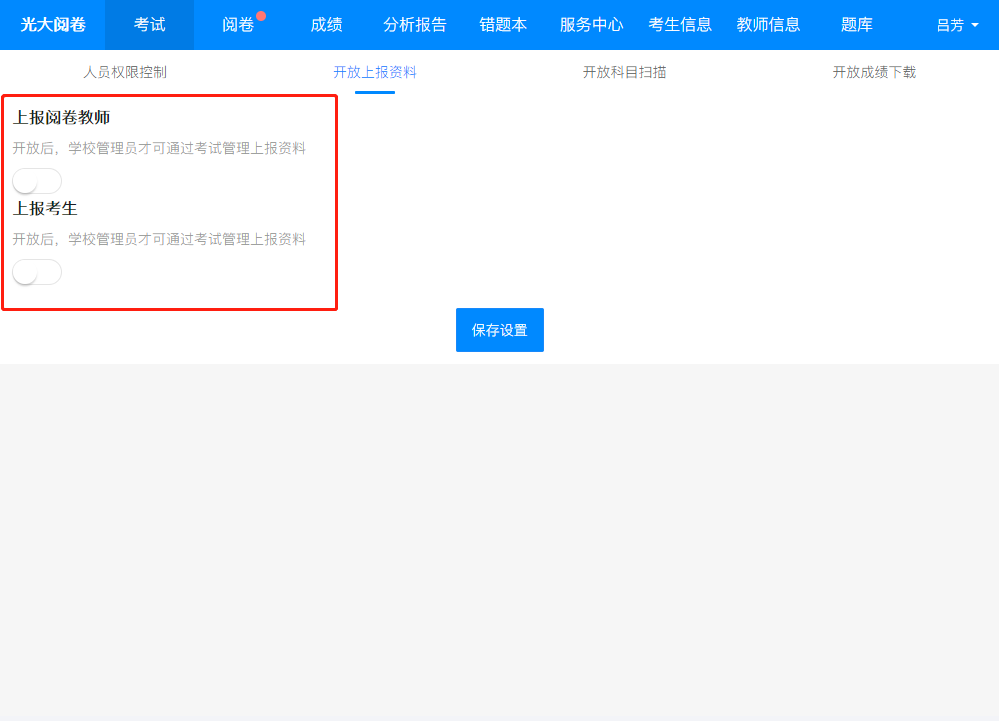 光大阅卷 考试 阅卷 成绩 分析报告 错题本 服务中心 考生信息 教师信息 题库 吕芳
人员权限控制 开放上报资料 开放科目扫描 开放成绩下载
上报阅卷教师
开放后，学校管理员才可通过考试管理上报资料
上报考生
开放后，学校管理员才可通过考试管理上报资料
保存设置